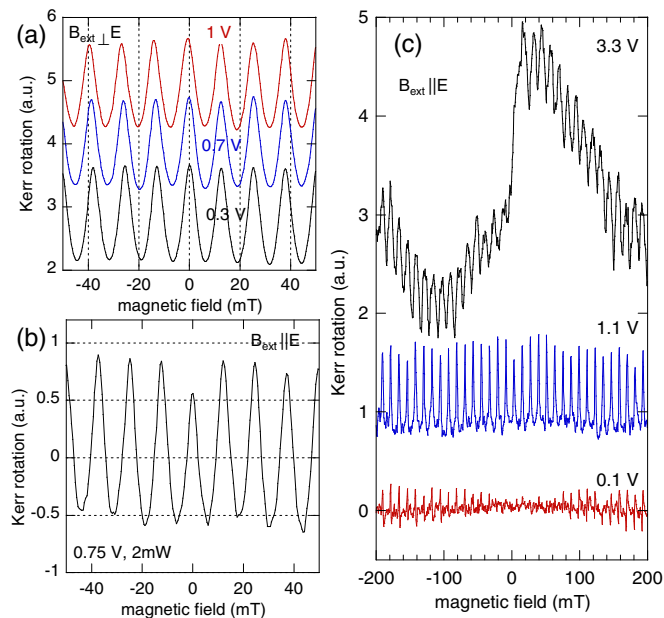 (a)
B_ext ⊥ E
1 V
0.7 V
0.3 V
6
5
4
3
2
Kerr rotation (a.u.)
-40 -20 0 20 40
magnetic field (mT)
(b)
B_ext || E
1
0.5
0
-0.5
-1
Kerr rotation (a.u.)
0.75 V, 2mW
-40 -20 0 20 40
magnetic field (mT)
(c)
3.3 V
B_ext || E
1.1 V
0.1 V
5
4
3
2
1
0
Kerr rotation (a.u.)
-200 -100 0 100 200
magnetic field (mT)